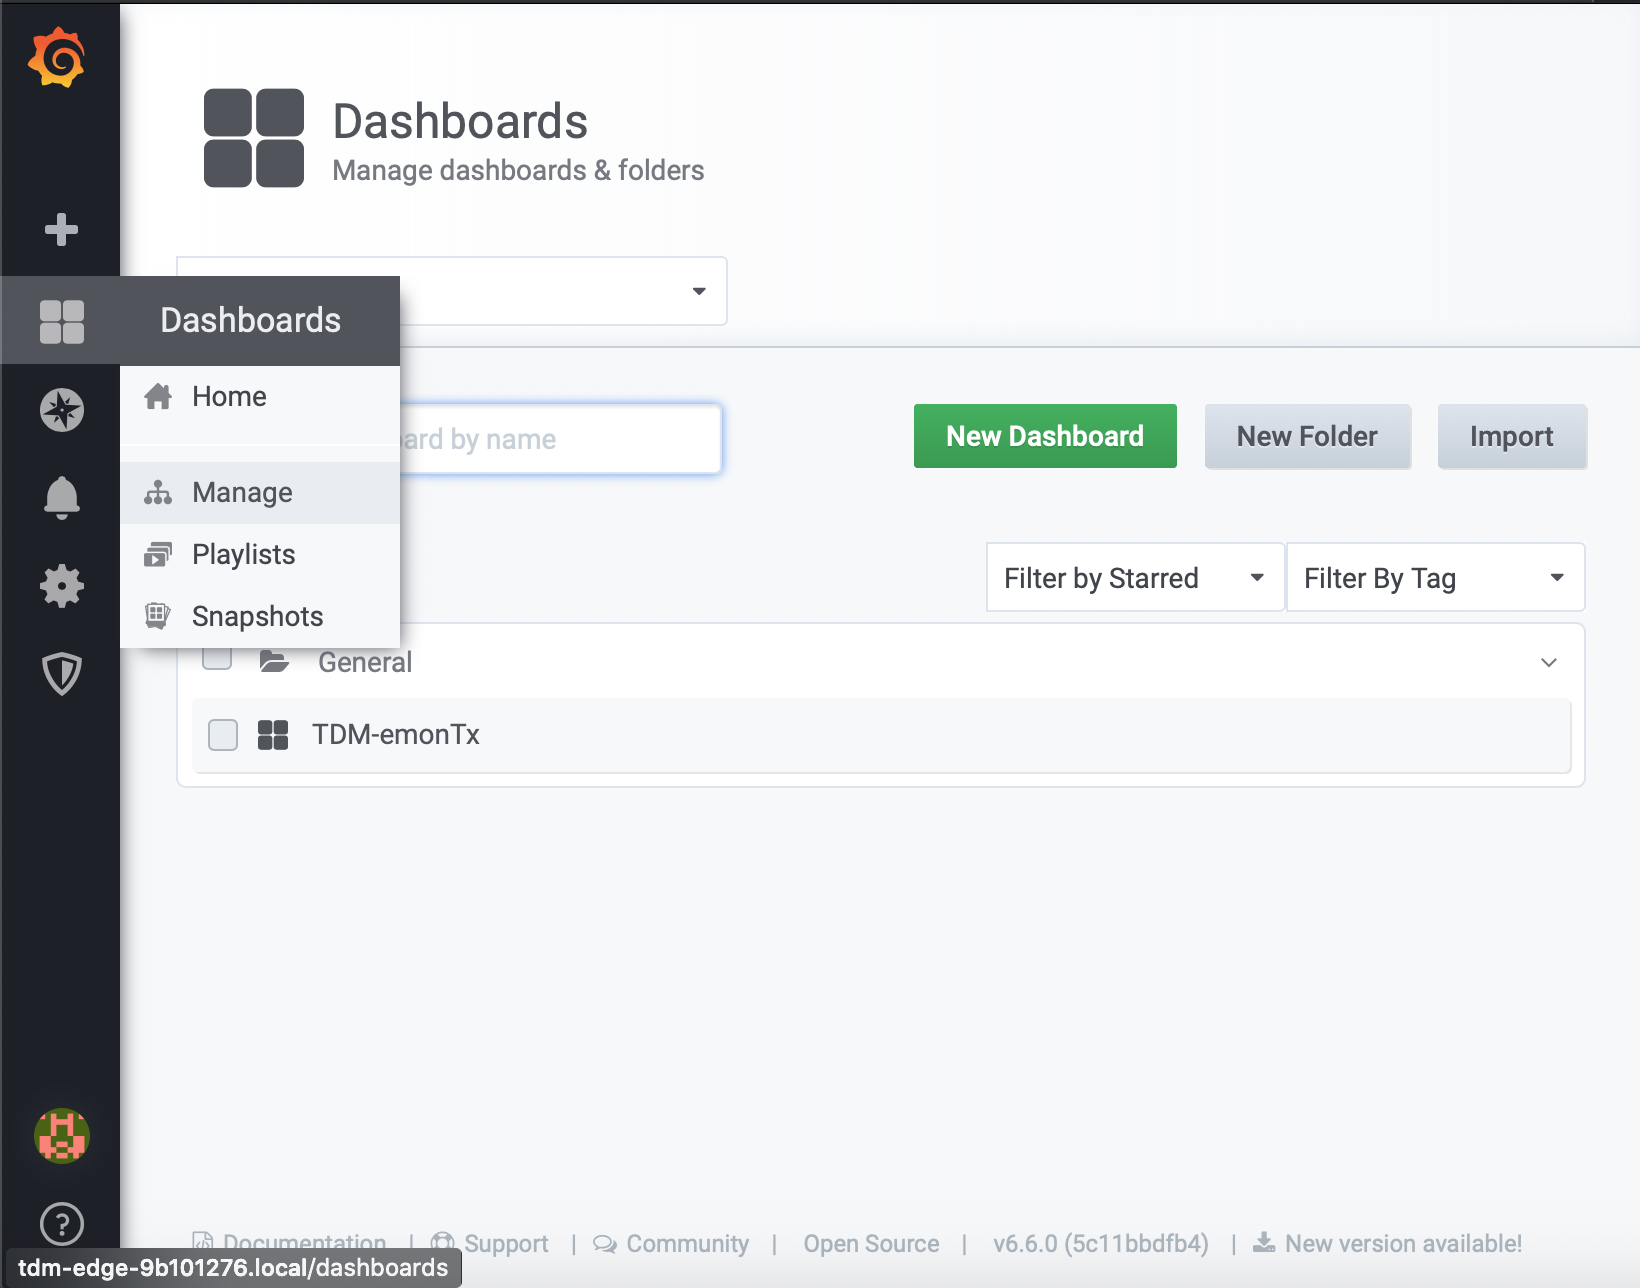 Dashboards
Manage dashboards & folders
Dashboards
Home
Manage
Playlists
Snapshots
by name
New Dashboard
New Folder
Import
Filter by Starred
Filter By Tag
General
TDM-emonTx
Documentation | Support | Community | Open Source | v6.6.0 (5c11bbdfb4) | New version available!
tdm-edge-9b101276.local/dashboards